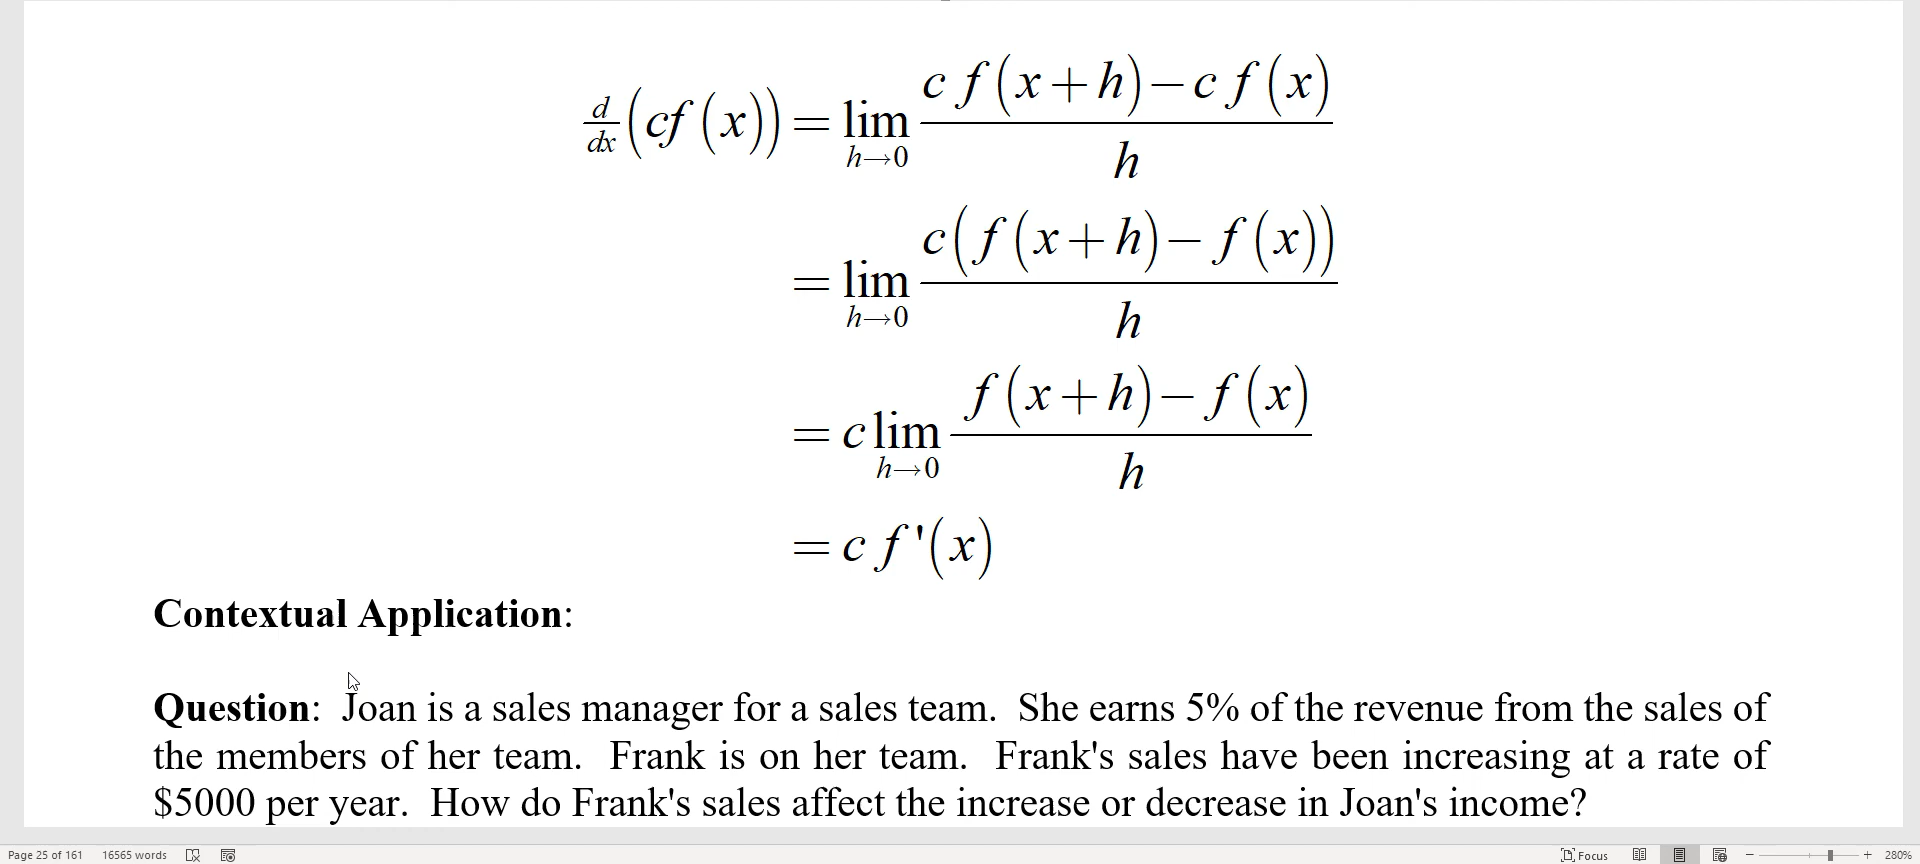 d/dx (cf(x)) = lim h→0 (c f(x+h) − c f(x)) / h
= lim h→0 c(f(x+h) − f(x)) / h
= c lim h→0 (f(x+h) − f(x)) / h
= c f'(x)
Contextual Application:
Question: Joan is a sales manager for a sales team. She earns 5% of the revenue from the sales of
the members of her team. Frank is on her team. Frank's sales have been increasing at a rate of
$5000 per year. How do Frank's sales affect the increase or decrease in Joan's income?
Page 25 of 161 16565 words Focus 280%